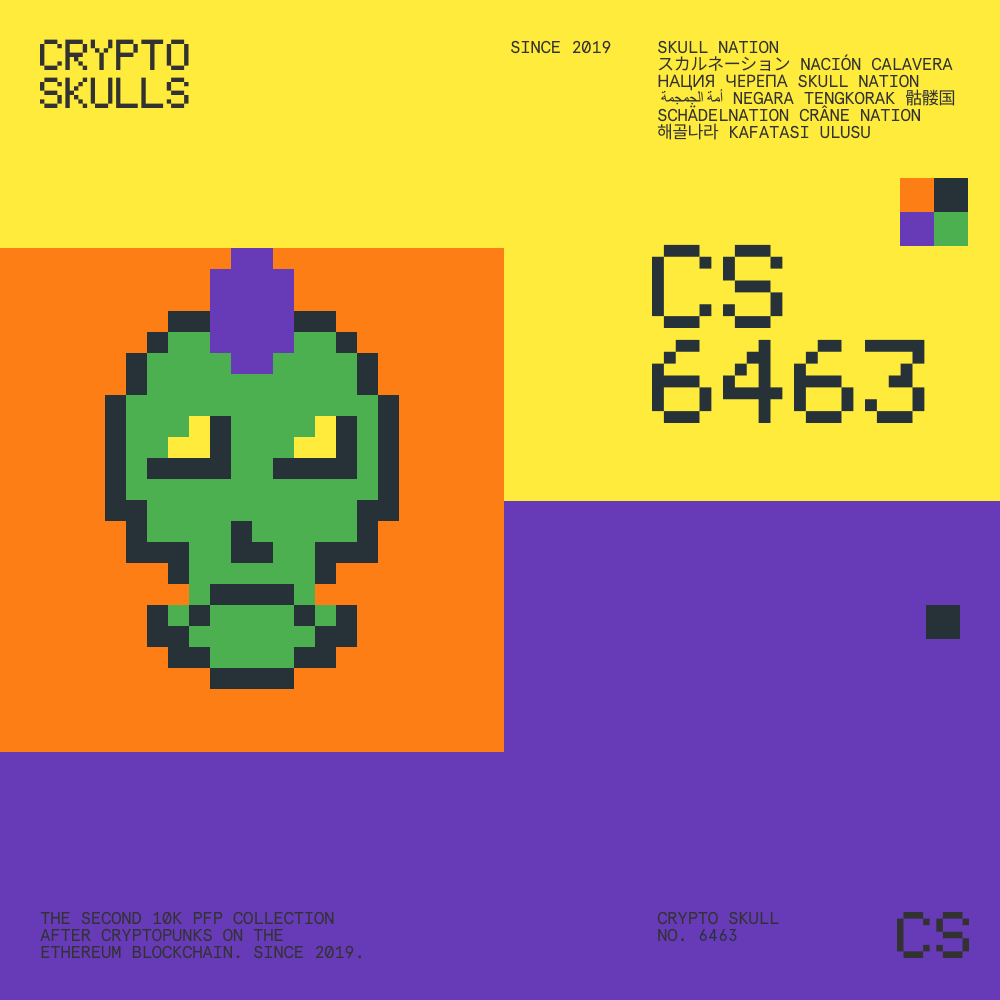 CRYPTO
SKULLS
SINCE 2019
SKULL NATION
スカルネーション NACIÓN CALAVERA
НАЦИЯ ЧЕРЕПА SKULL NATION
أمة الجمجمة NEGARA TENGKORAK 骷髅国
SCHÄDELNATION CRÂNE NATION
해골나라 KAFATASI ULUSU
CS
6463
THE SECOND 10K PFP COLLECTION
AFTER CRYPTOPUNKS ON THE
ETHEREUM BLOCKCHAIN. SINCE 2019.
CRYPTO SKULL
NO. 6463
CS